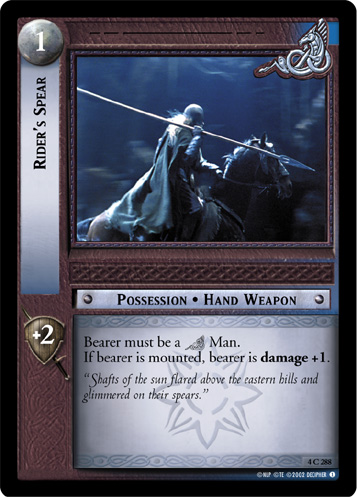 1
RIDER'S SPEAR
POSSESSION • HAND WEAPON
+2
Bearer must be a Man.
If bearer is mounted, bearer is damage +1.
"Shafts of the sun flared above the eastern hills and
glimmered on their spears."
4 C 288
©NLP ©TE ©2002 DECIPHER 1